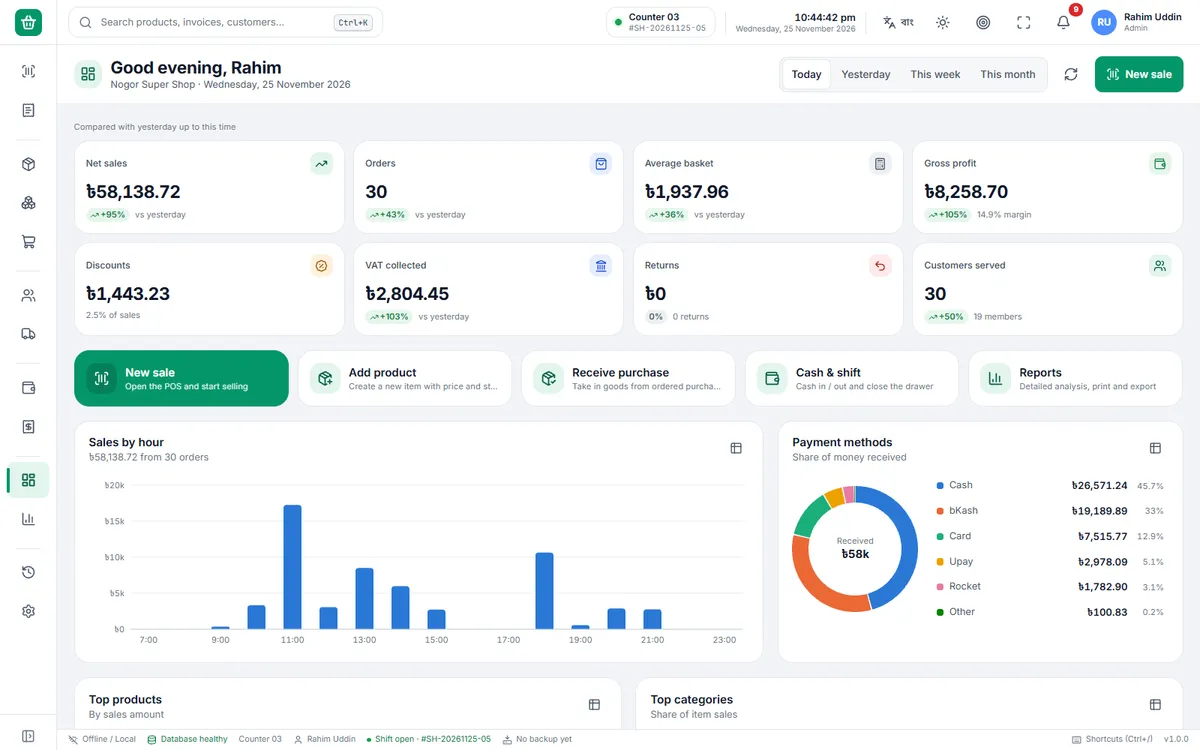 Search products, invoices, customers...
Ctrl+K
Counter 03
#SH-20261125-05
10:44:42 pm
Wednesday, 25 November 2026
বাং
9
RU
Rahim Uddin
Admin
Good evening, Rahim
Nogor Super Shop · Wednesday, 25 November 2026
Today
Yesterday
This week
This month
New sale
Compared with yesterday up to this time
Net sales
৳58,138.72
+95% vs yesterday
Orders
30
+43% vs yesterday
Average basket
৳1,937.96
+36% vs yesterday
Gross profit
৳8,258.70
+105% 14.9% margin
Discounts
৳1,443.23
2.5% of sales
VAT collected
৳2,804.45
+103% vs yesterday
Returns
৳0
0% 0 returns
Customers served
30
+50% 19 members
New sale
Open the POS and start selling
Add product
Create a new item with price and st...
Receive purchase
Take in goods from ordered purcha...
Cash & shift
Cash in / out and close the drawer
Reports
Detailed analysis, print and export
Sales by hour
৳58,138.72 from 30 orders
৳20k
৳15k
৳10k
৳5k
৳0
7:00 9:00 11:00 13:00 15:00 17:00 19:00 21:00 23:00
Payment methods
Share of money received
Received
৳58k
Cash ৳26,571.24 45.7%
bKash ৳19,189.89 33%
Card ৳7,515.77 12.9%
Upay ৳2,978.09 5.1%
Rocket ৳1,782.90 3.1%
Other ৳100.83 0.2%
Top products
By sales amount
Top categories
Share of item sales
Offline / Local
Database healthy
Counter 03
Rahim Uddin
Shift open · #SH-20261125-05
No backup yet
Shortcuts (Ctrl+/)
v1.0.0